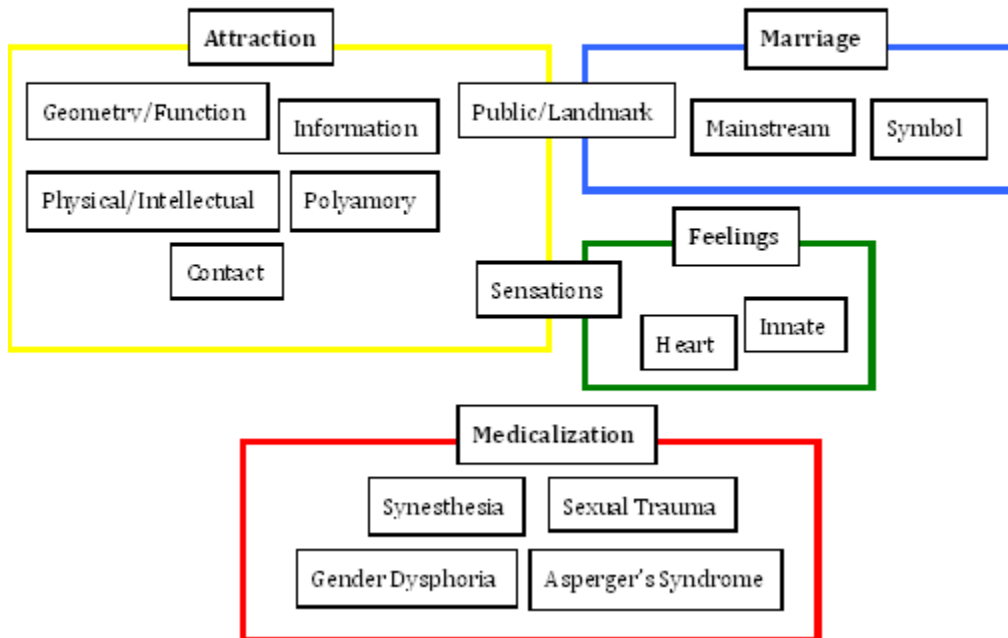 Attraction
Marriage
Geometry/Function
Information
Public/Landmark
Mainstream
Symbol
Physical/Intellectual
Polyamory
Contact
Feelings
Sensations
Heart
Innate
Medicalization
Synesthesia
Sexual Trauma
Gender Dysphoria
Asperger's Syndrome